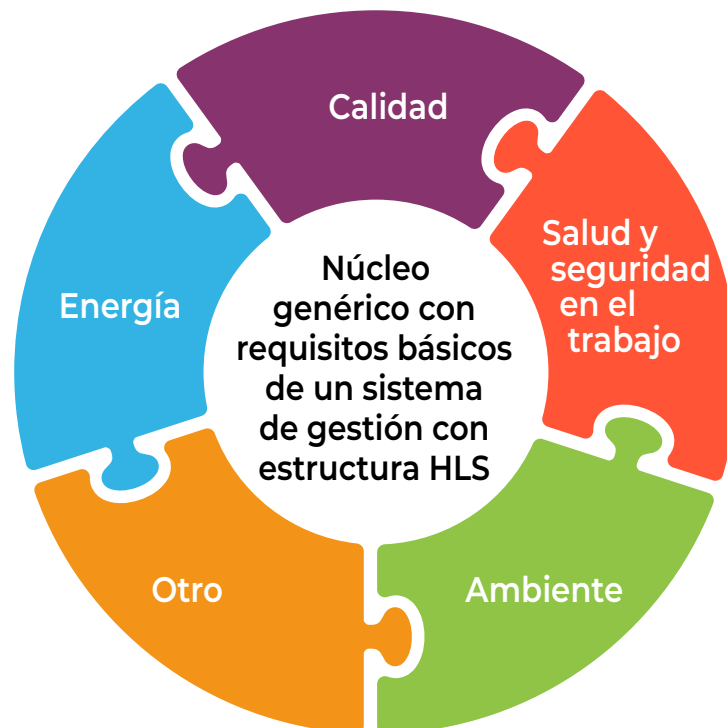 Calidad
Salud y
seguridad
en el
trabajo
Ambiente
Otro
Energía
Núcleo
genérico con
requisitos básicos
de un sistema
de gestión con
estructura HLS